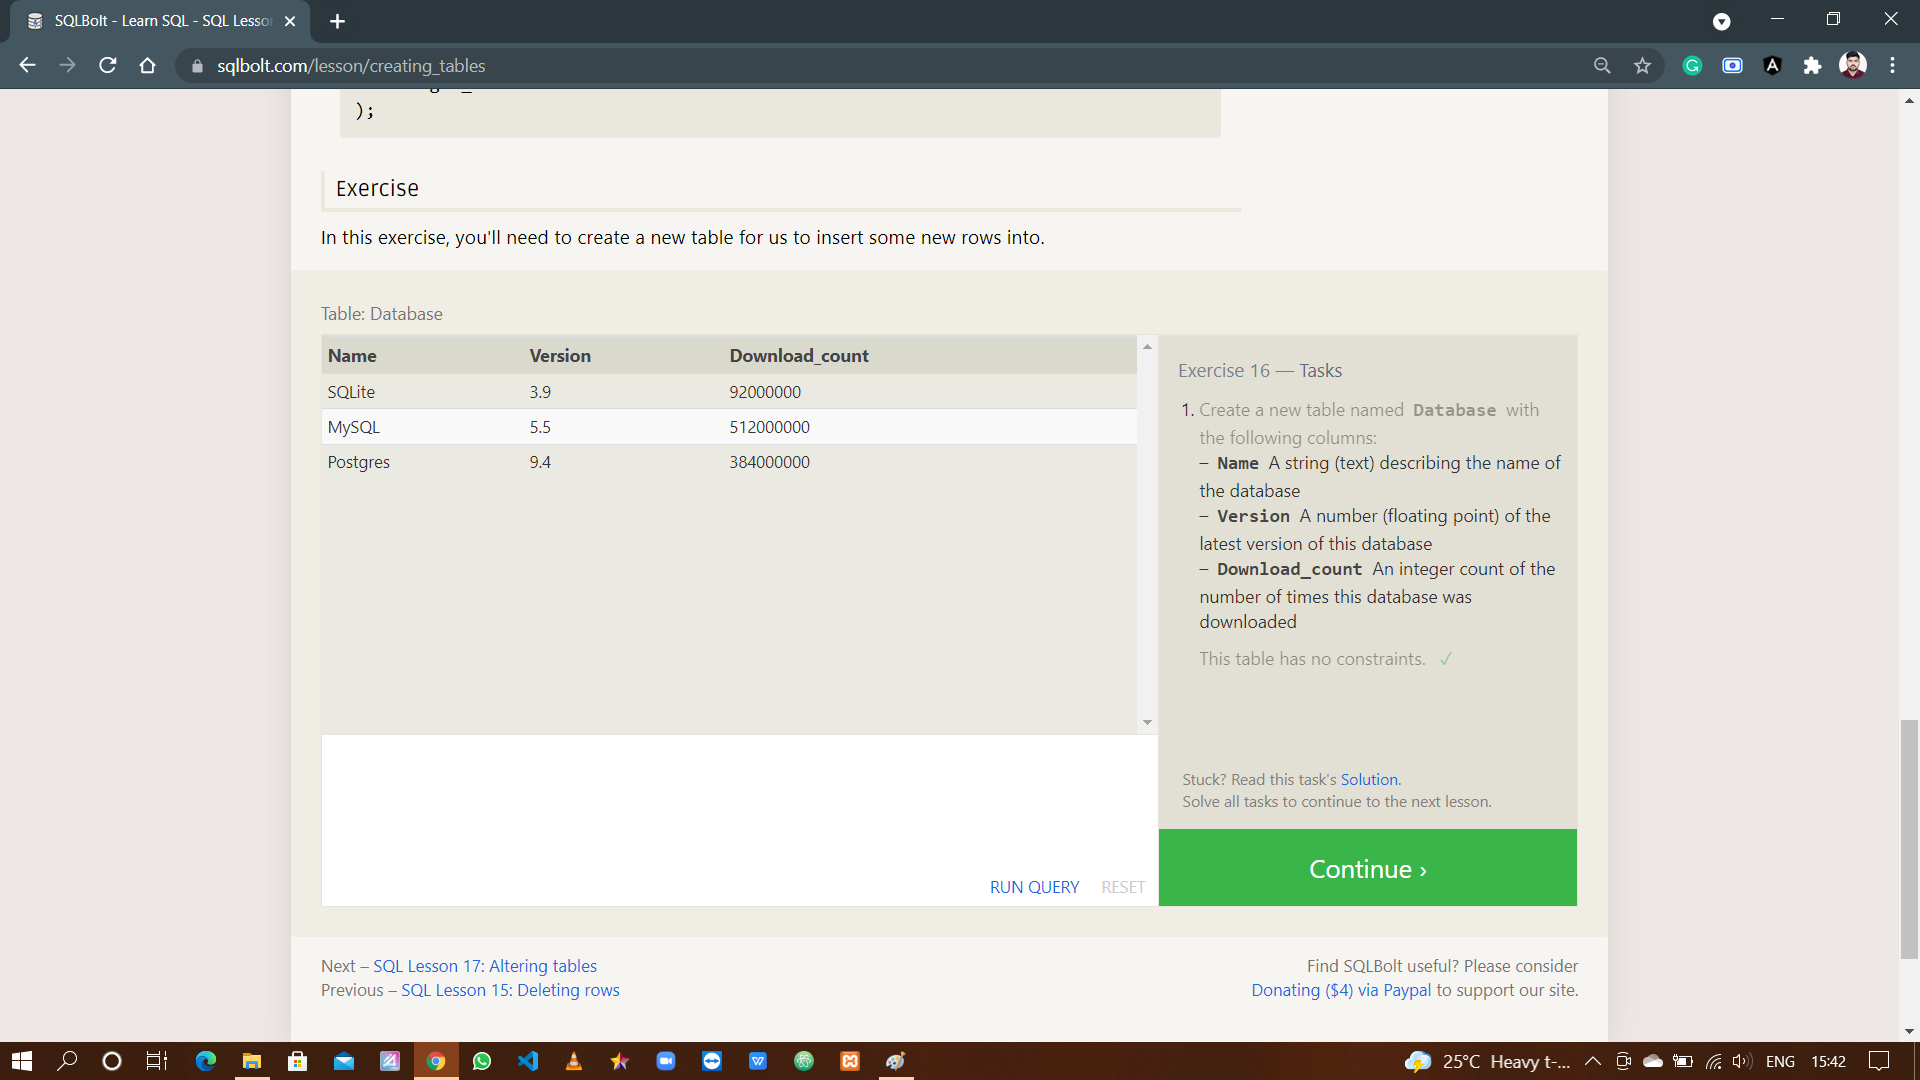 SQLBolt - Learn SQL - SQL Lesson
sqlbolt.com/lesson/creating_tables
);
Exercise
In this exercise, you'll need to create a new table for us to insert some new rows into.
Table: Database
Name Version Download_count
SQLite 3.9 92000000
MySQL 5.5 512000000
Postgres 9.4 384000000
RUN QUERY RESET
Exercise 16 — Tasks
1. Create a new table named Database with
the following columns:
– Name A string (text) describing the name of
the database
– Version A number (floating point) of the
latest version of this database
– Download_count An integer count of the
number of times this database was
downloaded
This table has no constraints. ✓
Stuck? Read this task's Solution.
Solve all tasks to continue to the next lesson.
Continue ›
Next – SQL Lesson 17: Altering tables
Previous – SQL Lesson 15: Deleting rows
Find SQLBolt useful? Please consider
Donating ($4) via Paypal to support our site.
25°C Heavy t-... ENG 15:42